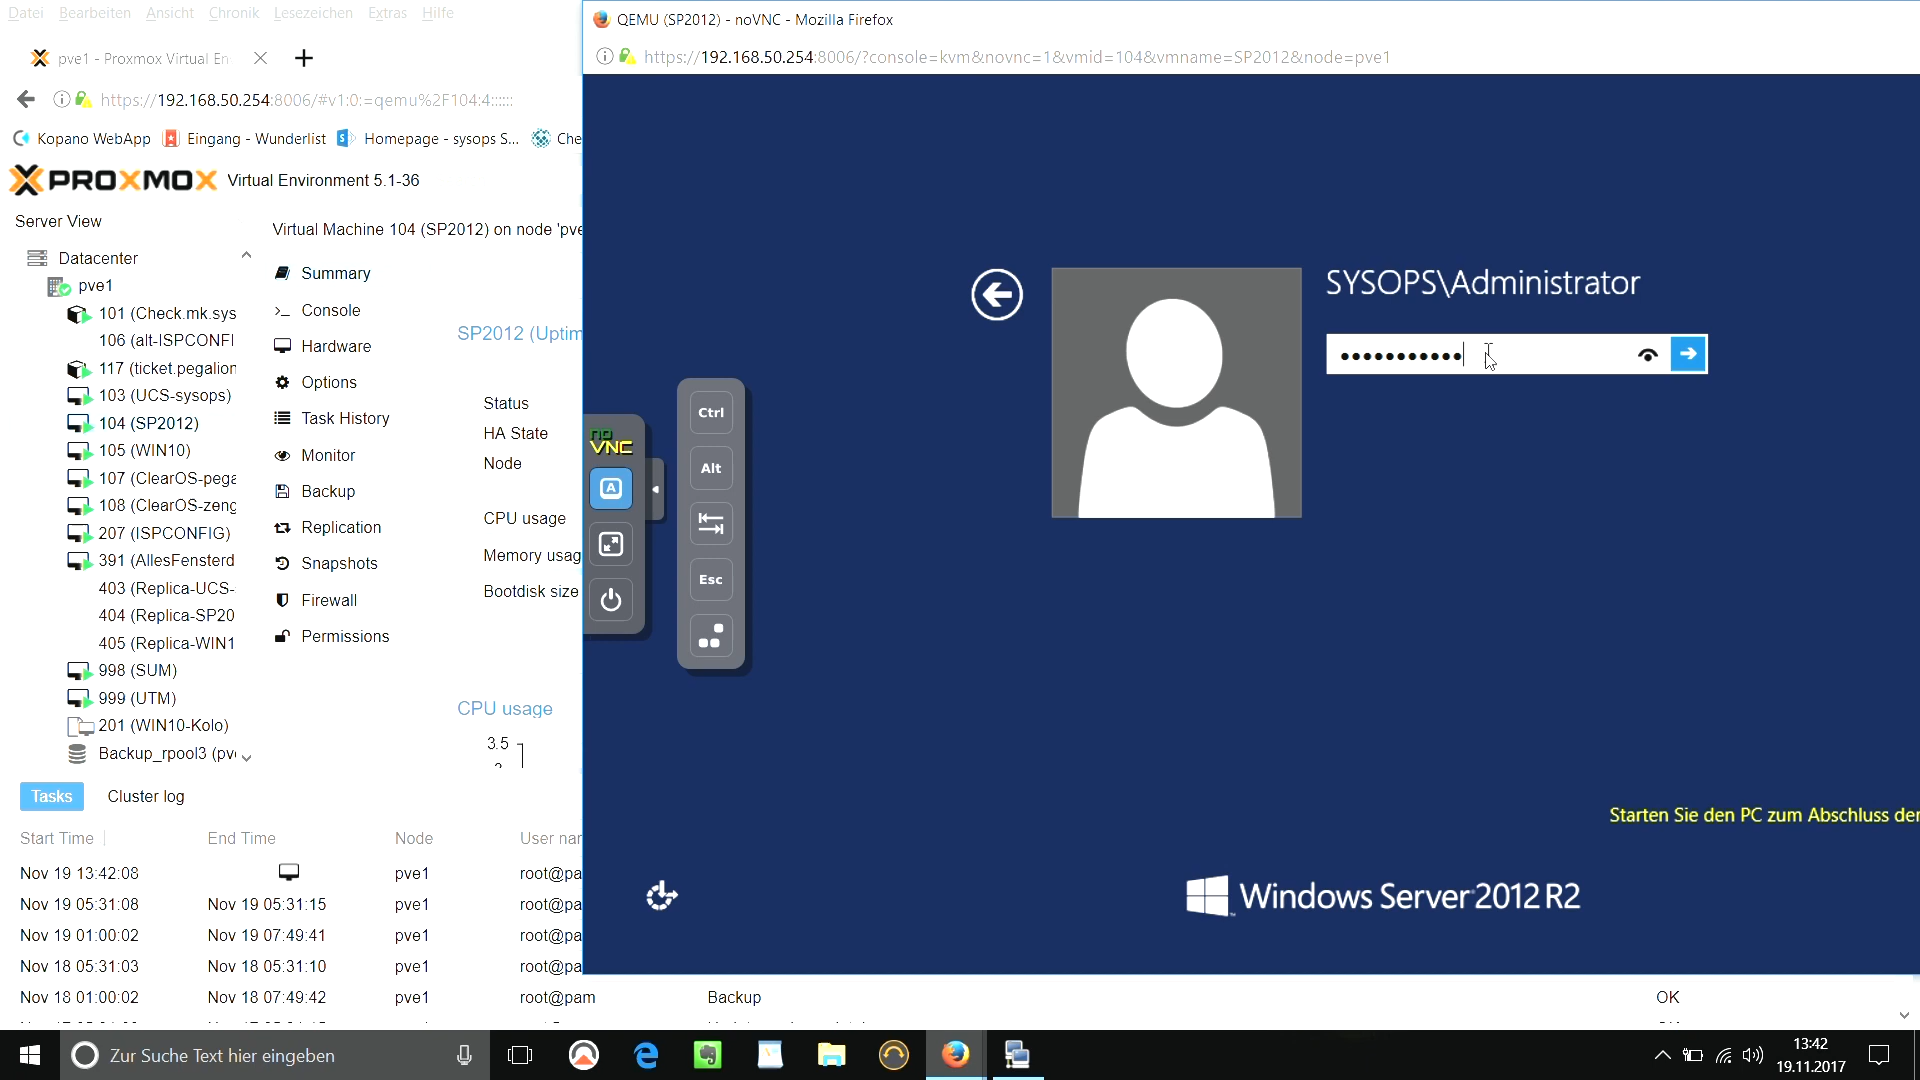 Datei Bearbeiten Ansicht Chronik Lesezeichen Extras Hilfe
QEMU (SP2012) - noVNC - Mozilla Firefox
pve1 - Proxmox Virtual En
https://192.168.50.254:8006/?console=kvm&novnc=1&vmid=104&vmname=SP2012&node=pve1
https://192.168.50.254:8006/#v1:0:=qemu%2F104:4::::::
Kopano WebApp Eingang - Wunderlist Homepage - sysops S... Che
PROXMOX Virtual Environment 5.1-36
Server View
Virtual Machine 104 (SP2012) on node 'pve
Datacenter
pve1
101 (Check.mk.sys
106 (alt-ISPCONFI
117 (ticket.pegalion
103 (UCS-sysops)
104 (SP2012)
105 (WIN10)
107 (ClearOS-pega
108 (ClearOS-zeng
207 (ISPCONFIG)
391 (AllesFensterd
403 (Replica-UCS-
404 (Replica-SP20
405 (Replica-WIN1
998 (SUM)
999 (UTM)
201 (WIN10-Kolo)
Backup_rpool3 (pv
Summary
Console
Hardware
Options
Task History
Monitor
Backup
Replication
Snapshots
Firewall
Permissions
SP2012 (Uptim
Status
HA State
Node
CPU usage
Memory usag
Bootdisk size
CPU usage
3.5
no
VNC
A
Ctrl
Alt
Esc
SYSOPS\Administrator
•••••••••••
Starten Sie den PC zum Abschluss der
Windows Server 2012 R2
Tasks Cluster log
Start Time End Time Node User nar
Nov 19 13:42:08 pve1 root@pa
Nov 19 05:31:08 Nov 19 05:31:15 pve1 root@pa
Nov 19 01:00:02 Nov 19 07:49:41 pve1 root@pa
Nov 18 05:31:03 Nov 18 05:31:10 pve1 root@pa
Nov 18 01:00:02 Nov 18 07:49:42 pve1 root@pam Backup OK
Zur Suche Text hier eingeben
13:42
19.11.2017